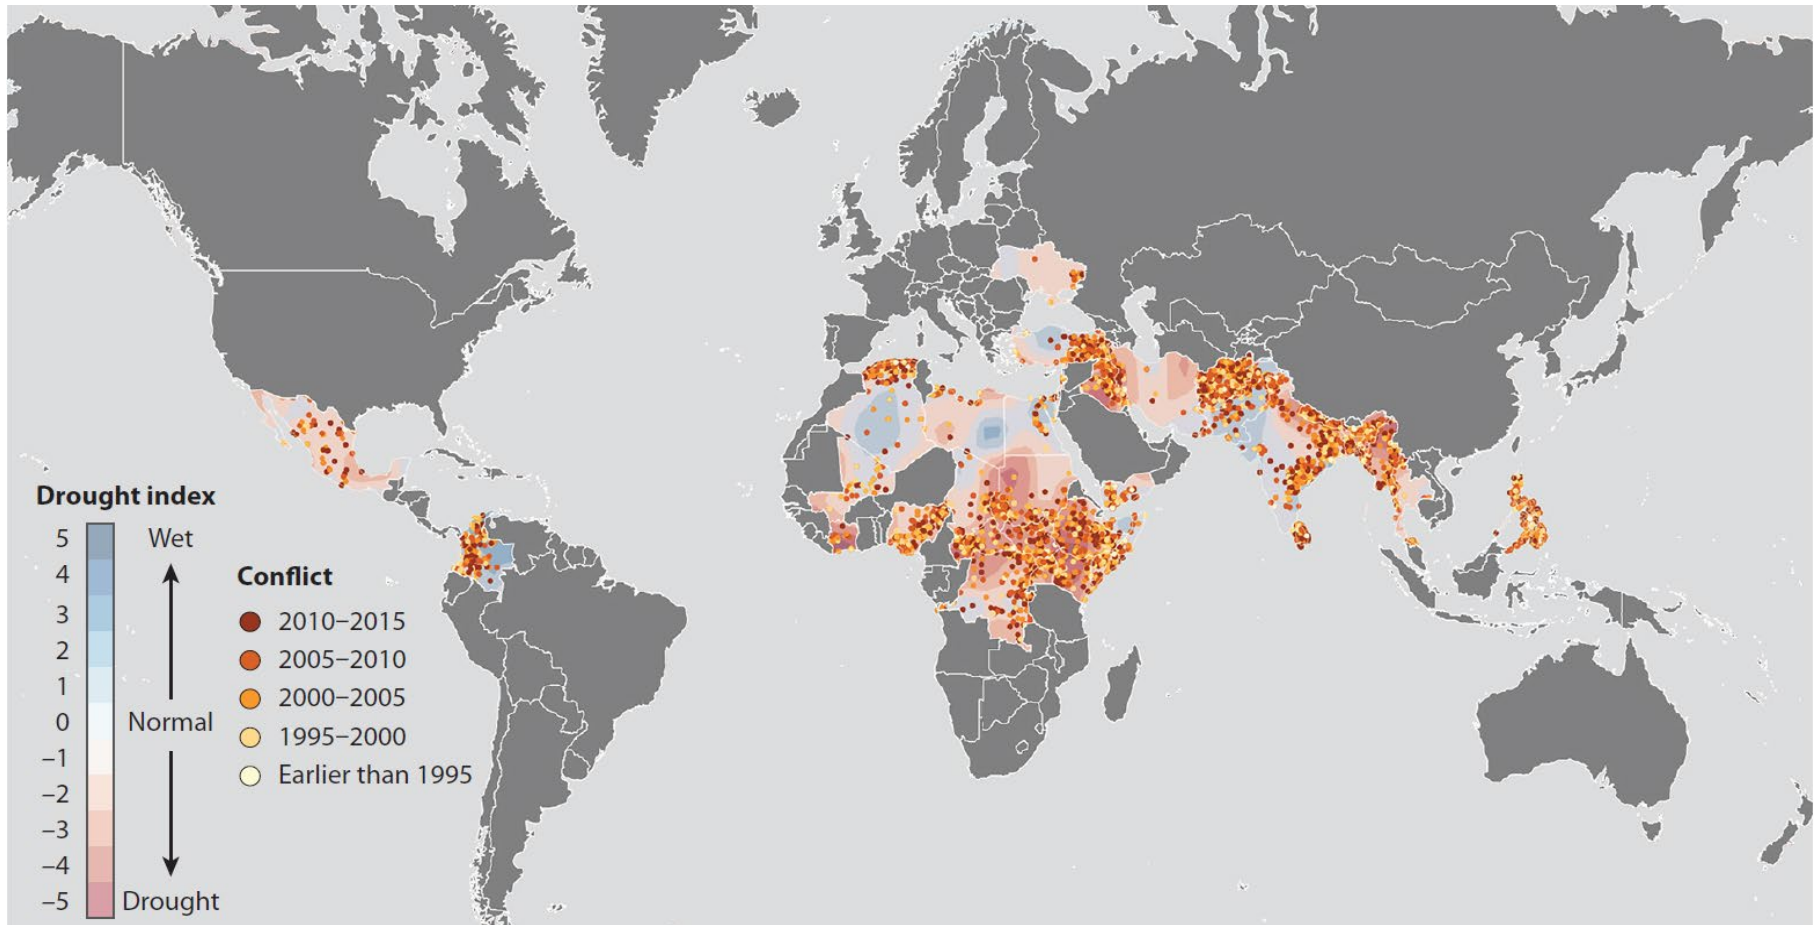 Drought index
5
4
3
2
1
0
–1
–2
–3
–4
–5
Wet
Normal
Drought
Conflict
2010–2015
2005–2010
2000–2005
1995–2000
Earlier than 1995